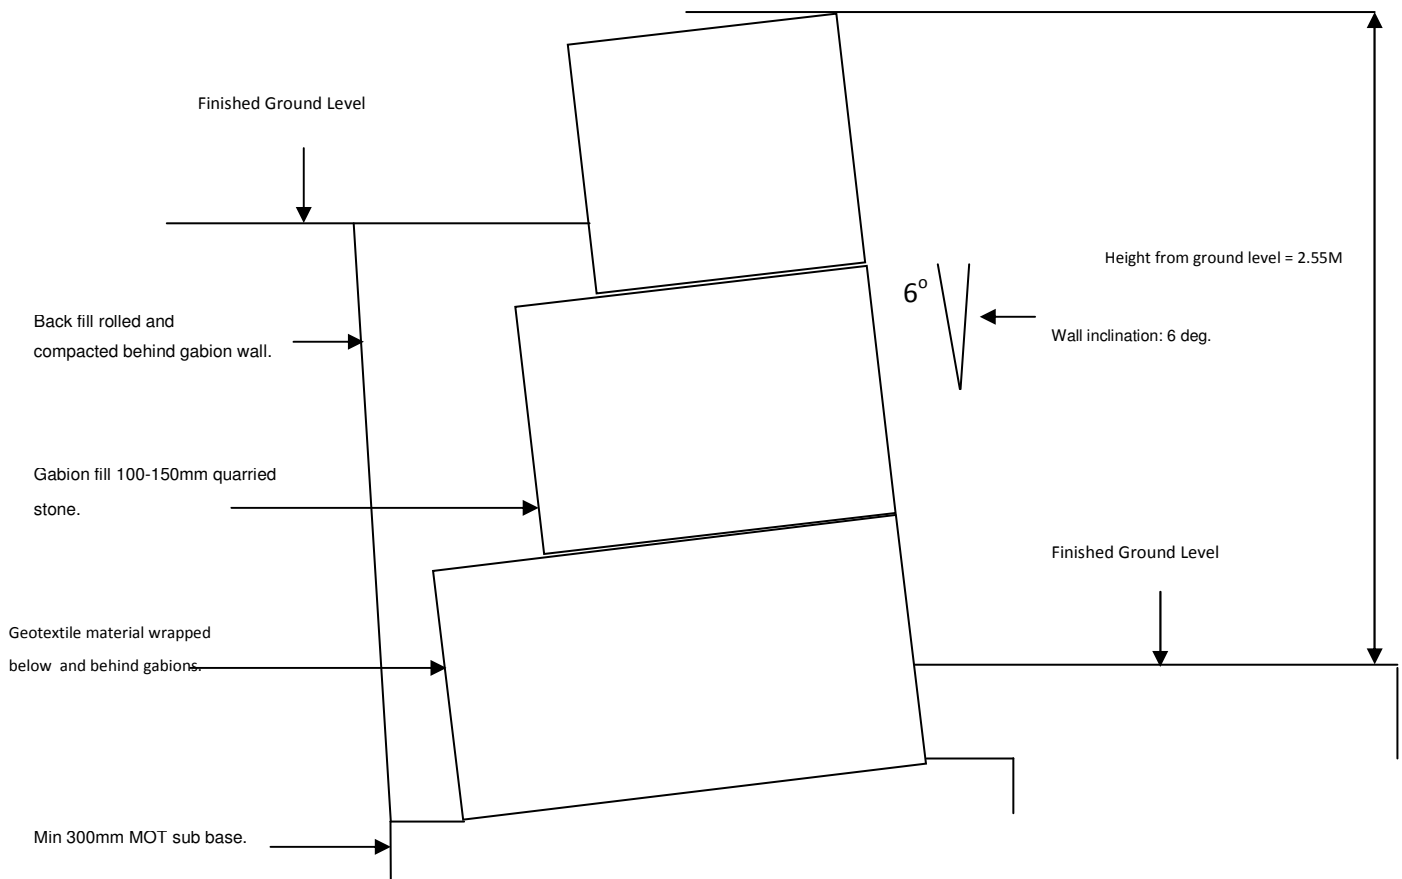 Finished Ground Level
Height from ground level = 2.55M
6°
Back fill rolled and
compacted behind gabion wall.
Wall inclination: 6 deg.
Gabion fill 100-150mm quarried
stone.
Finished Ground Level
Geotextile material wrapped
below and behind gabions.
Min 300mm MOT sub base.